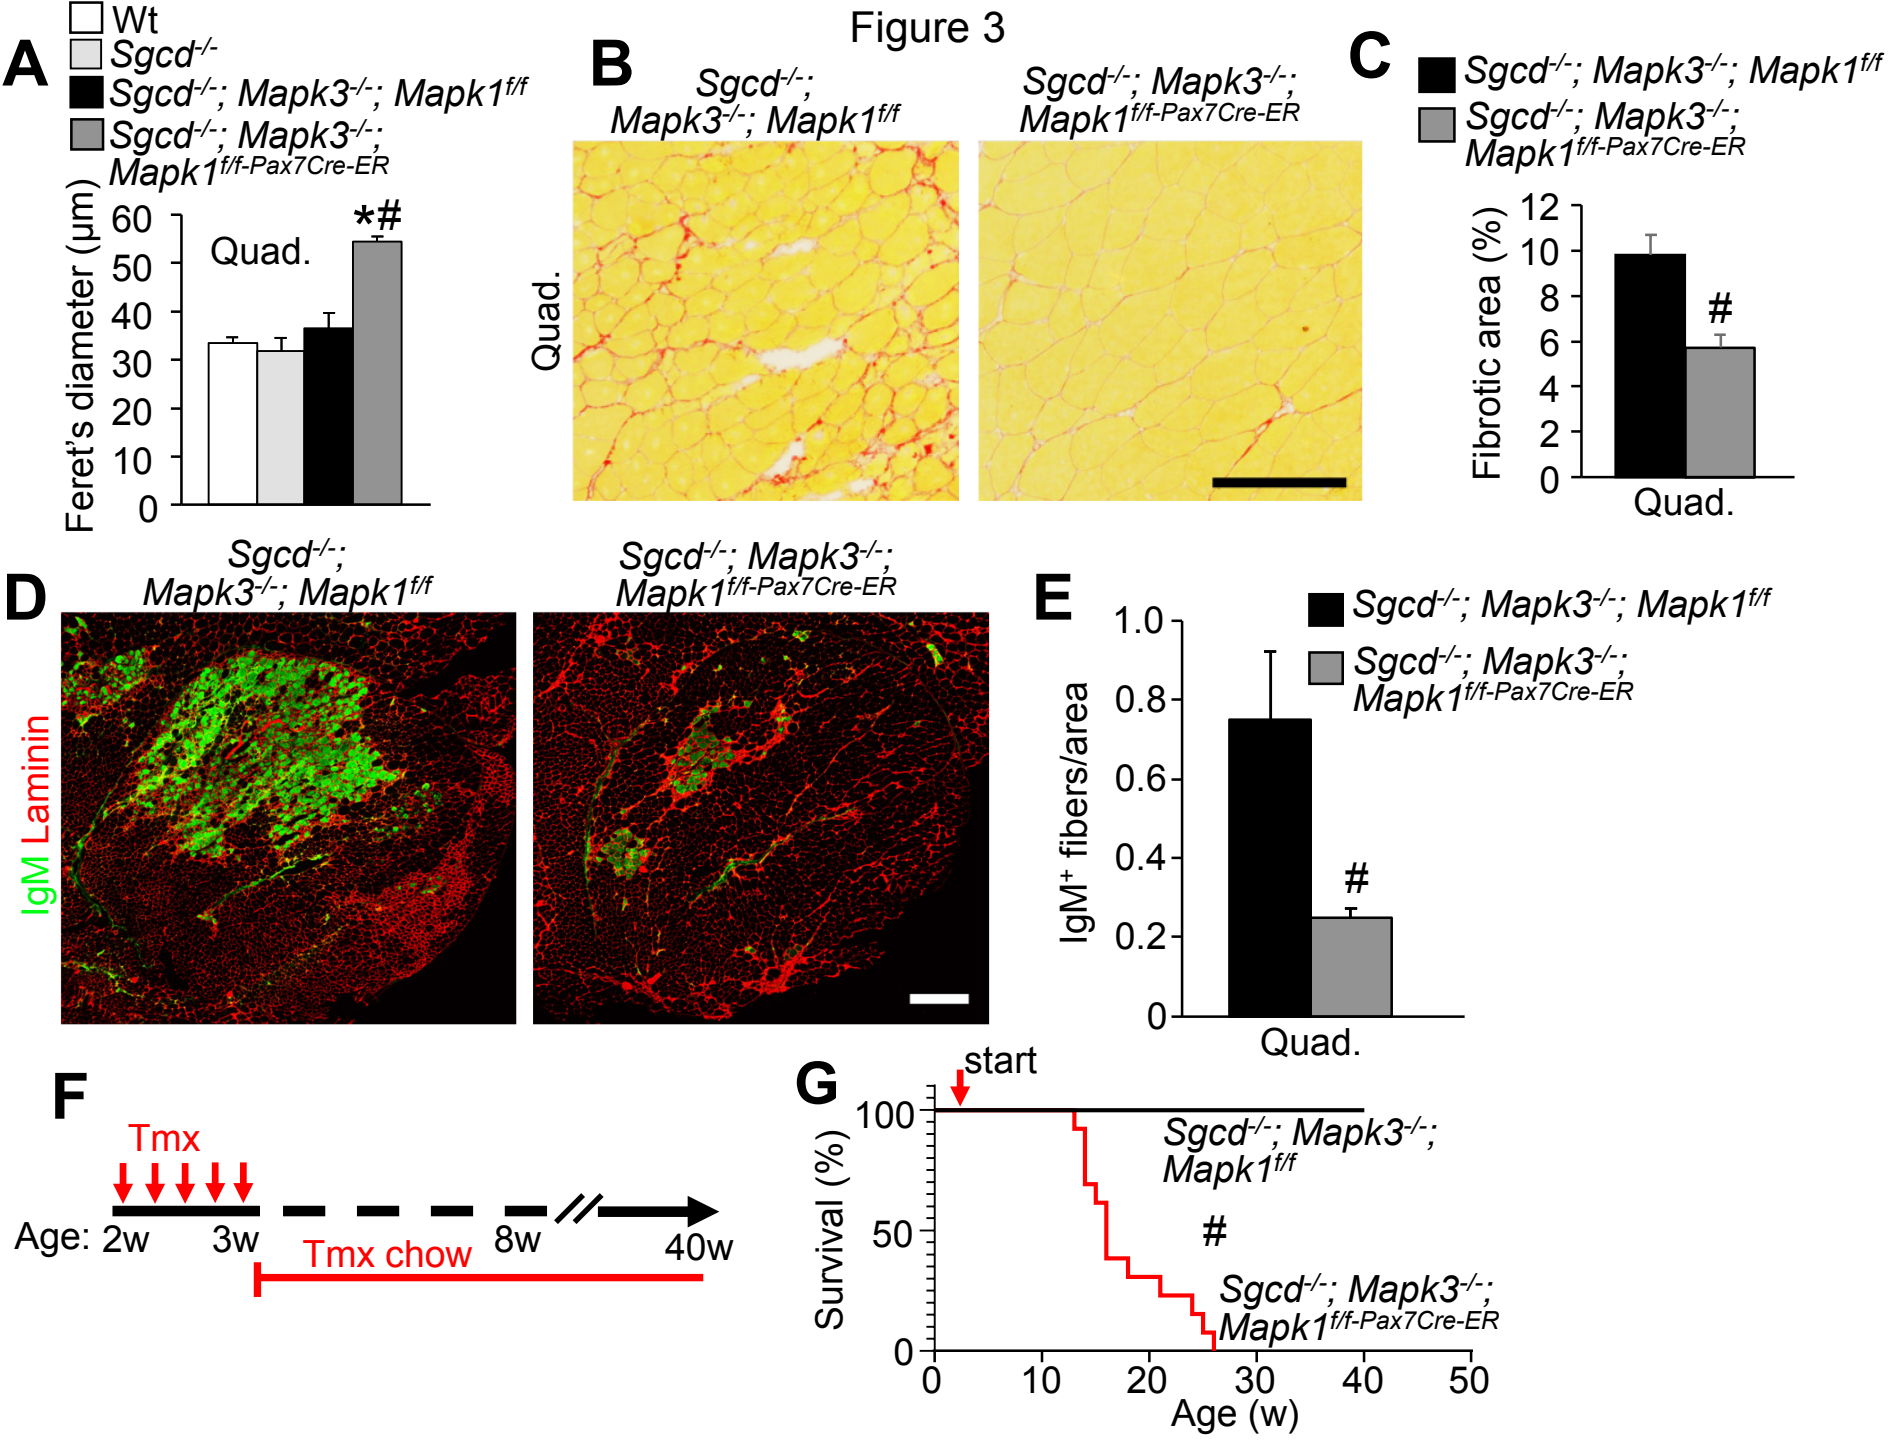 Figure 3
A
Wt
Sgcd-/-
Sgcd-/-; Mapk3-/-; Mapk1f/f
Sgcd-/-; Mapk3-/-;
Mapk1f/f-Pax7Cre-ER
Feret's diameter (µm)
60
50
40
30
20
10
0
Quad.
*#
B
Sgcd-/-;
Mapk3-/-; Mapk1f/f
Sgcd-/-; Mapk3-/-;
Mapk1f/f-Pax7Cre-ER
Quad.
C
Sgcd-/-; Mapk3-/-; Mapk1f/f
Sgcd-/-; Mapk3-/-;
Mapk1f/f-Pax7Cre-ER
Fibrotic area (%)
12
10
8
6
4
2
0
#
Quad.
D
Sgcd-/-;
Mapk3-/-; Mapk1f/f
Sgcd-/-; Mapk3-/-;
Mapk1f/f-Pax7Cre-ER
IgM Laminin
E
Sgcd-/-; Mapk3-/-; Mapk1f/f
Sgcd-/-; Mapk3-/-;
Mapk1f/f-Pax7Cre-ER
IgM+ fibers/area
1.0
0.8
0.6
0.4
0.2
0
#
Quad.
F
Tmx
Age: 2w 3w 8w 40w
Tmx chow
G
start
Survival (%)
100
50
0
Sgcd-/-; Mapk3-/-;
Mapk1f/f
#
Sgcd-/-; Mapk3-/-;
Mapk1f/f-Pax7Cre-ER
0 10 20 30 40 50
Age (w)